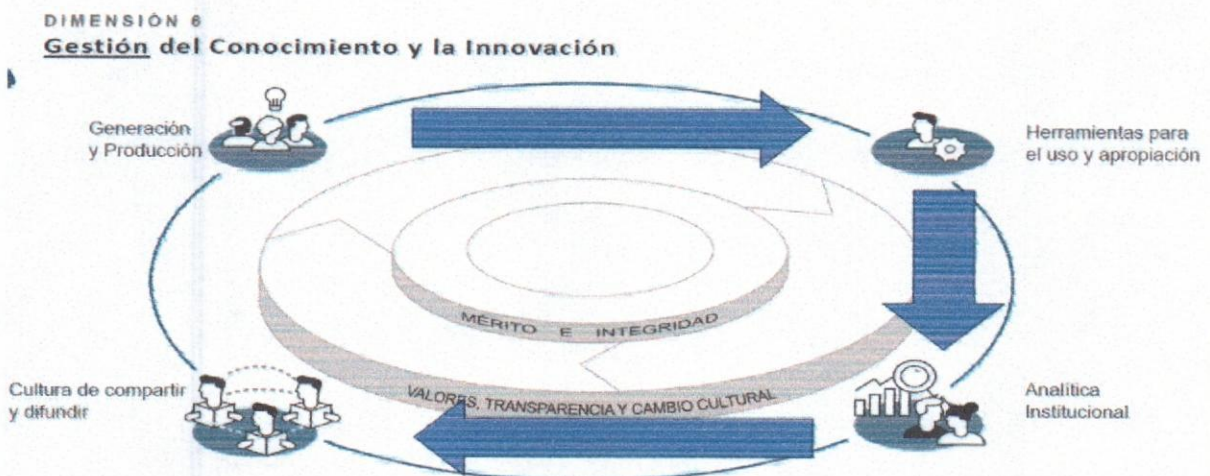 DIMENSIÓN 6
Gestión del Conocimiento y la Innovación
Generación
y Producción
Herramientas para
el uso y apropiación
MÉRITO E INTEGRIDAD
VALORES, TRANSPARENCIA Y CAMBIO CULTURAL
Cultura de compartir
y difundir
Analítica
Institucional